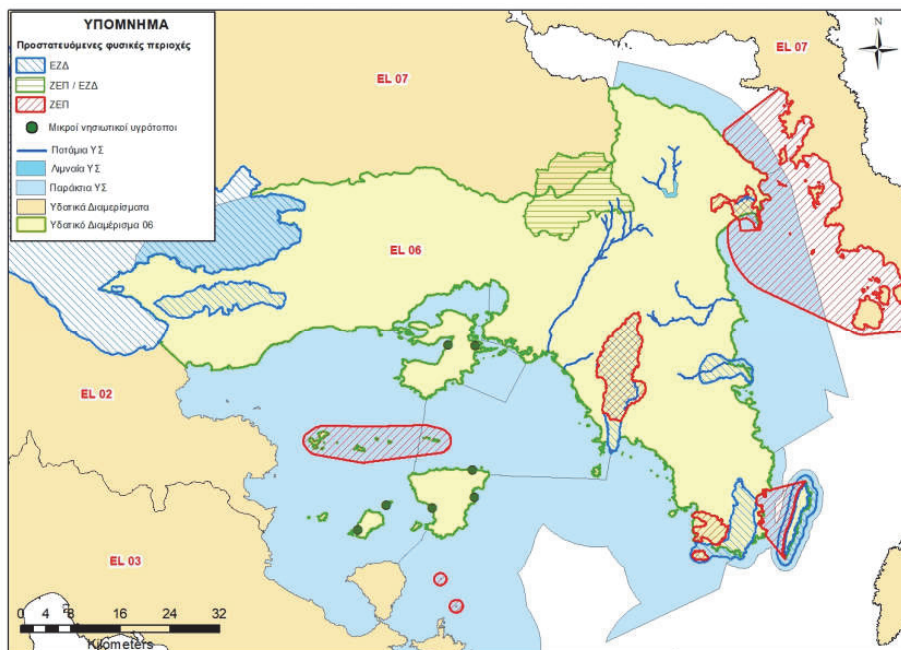 ΥΠΟΜΝΗΜΑ
Προστατευόμενες φυσικές περιοχές
ΕΖΔ
ΖΕΠ / ΕΖΔ
ΖΕΠ
Μικροί νησιωτικοί υγρότοποι
Ποτάμια ΥΣ
Λιμναία ΥΣ
Παράκτια ΥΣ
Υδατικά Διαμερίσματα
Υδατικό Διαμέρισμα 06
N
EL 07
EL 07
EL 06
EL 02
EL 03
0 4 8 16 24 32
Kilometers